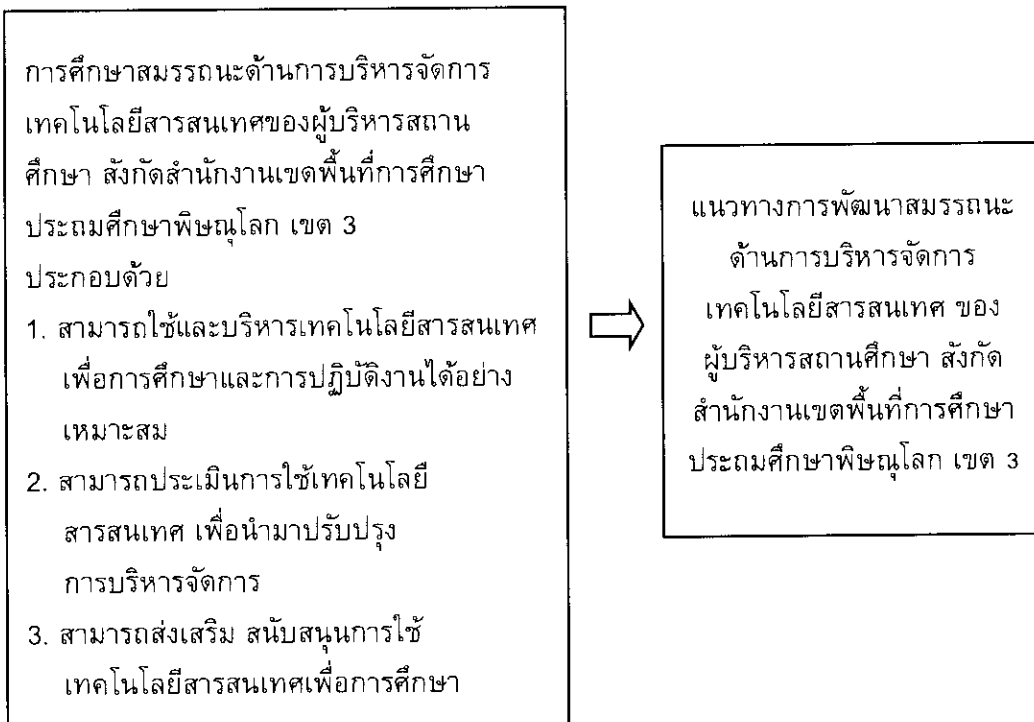 การศึกษาสมรรถนะด้านการบริหารจัดการ
เทคโนโลยีสารสนเทศของผู้บริหารสถาน
ศึกษา สังกัดสำนักงานเขตพื้นที่การศึกษา
ประถมศึกษาพิษณุโลก เขต 3
ประกอบด้วย
1. สามารถใช้และบริหารเทคโนโลยีสารสนเทศ
เพื่อการศึกษาและการปฏิบัติงานได้อย่าง
เหมาะสม
2. สามารถประเมินการใช้เทคโนโลยี
สารสนเทศ เพื่อนำมาปรับปรุง
การบริหารจัดการ
3. สามารถส่งเสริม สนับสนุนการใช้
เทคโนโลยีสารสนเทศเพื่อการศึกษา
แนวทางการพัฒนาสมรรถนะ
ด้านการบริหารจัดการ
เทคโนโลยีสารสนเทศ ของ
ผู้บริหารสถานศึกษา สังกัด
สำนักงานเขตพื้นที่การศึกษา
ประถมศึกษาพิษณุโลก เขต 3